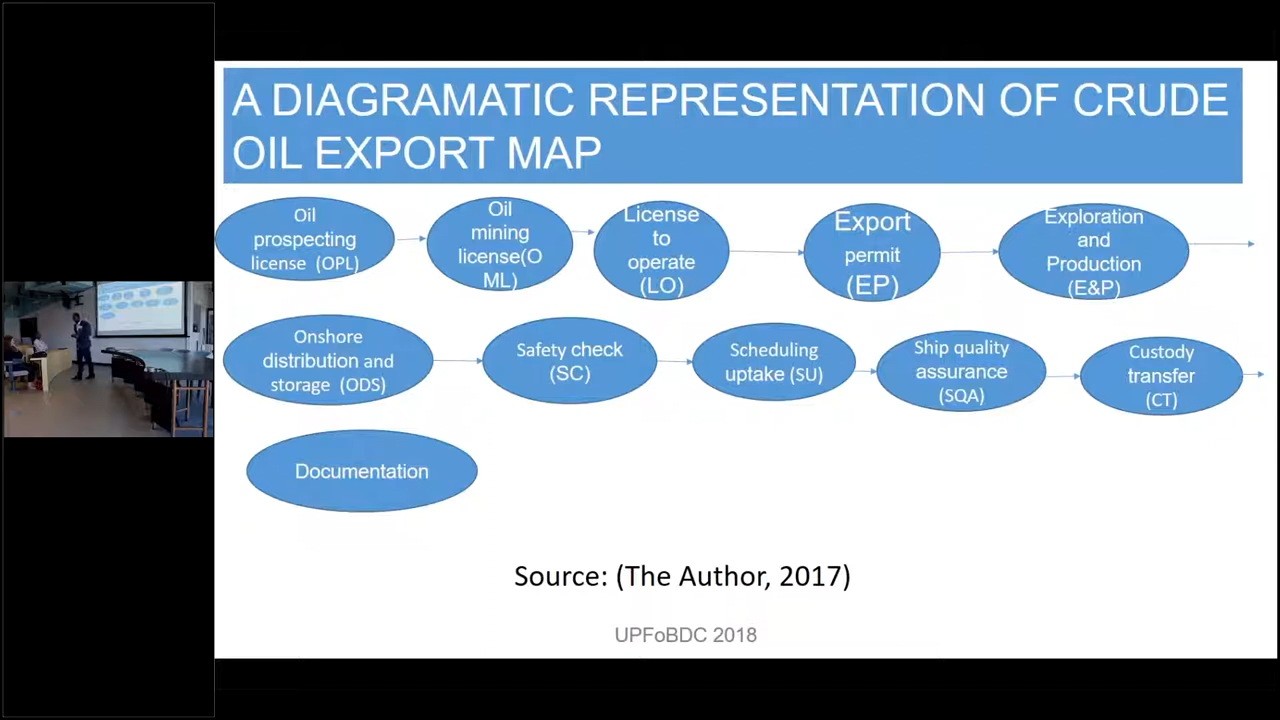 A DIAGRAMATIC REPRESENTATION OF CRUDE
OIL EXPORT MAP
Oil
prospecting
license (OPL)
Oil
mining
license(O
ML)
License
to
operate
(LO)
Export
permit
(EP)
Exploration
and
Production
(E&P)
Onshore
distribution and
storage (ODS)
Safety check
(SC)
Scheduling
uptake (SU)
Ship quality
assurance
(SQA)
Custody
transfer
(CT)
Documentation
Source: (The Author, 2017)
UPFoBDC 2018